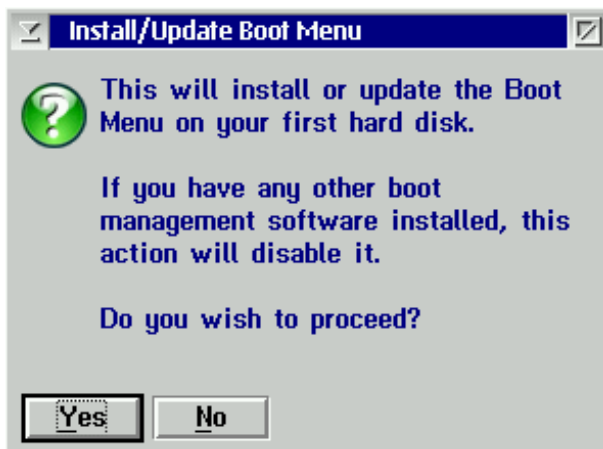 Install/Update Boot Menu
This will install or update the Boot
Menu on your first hard disk.
If you have any other boot
management software installed, this
action will disable it.
Do you wish to proceed?
Yes No